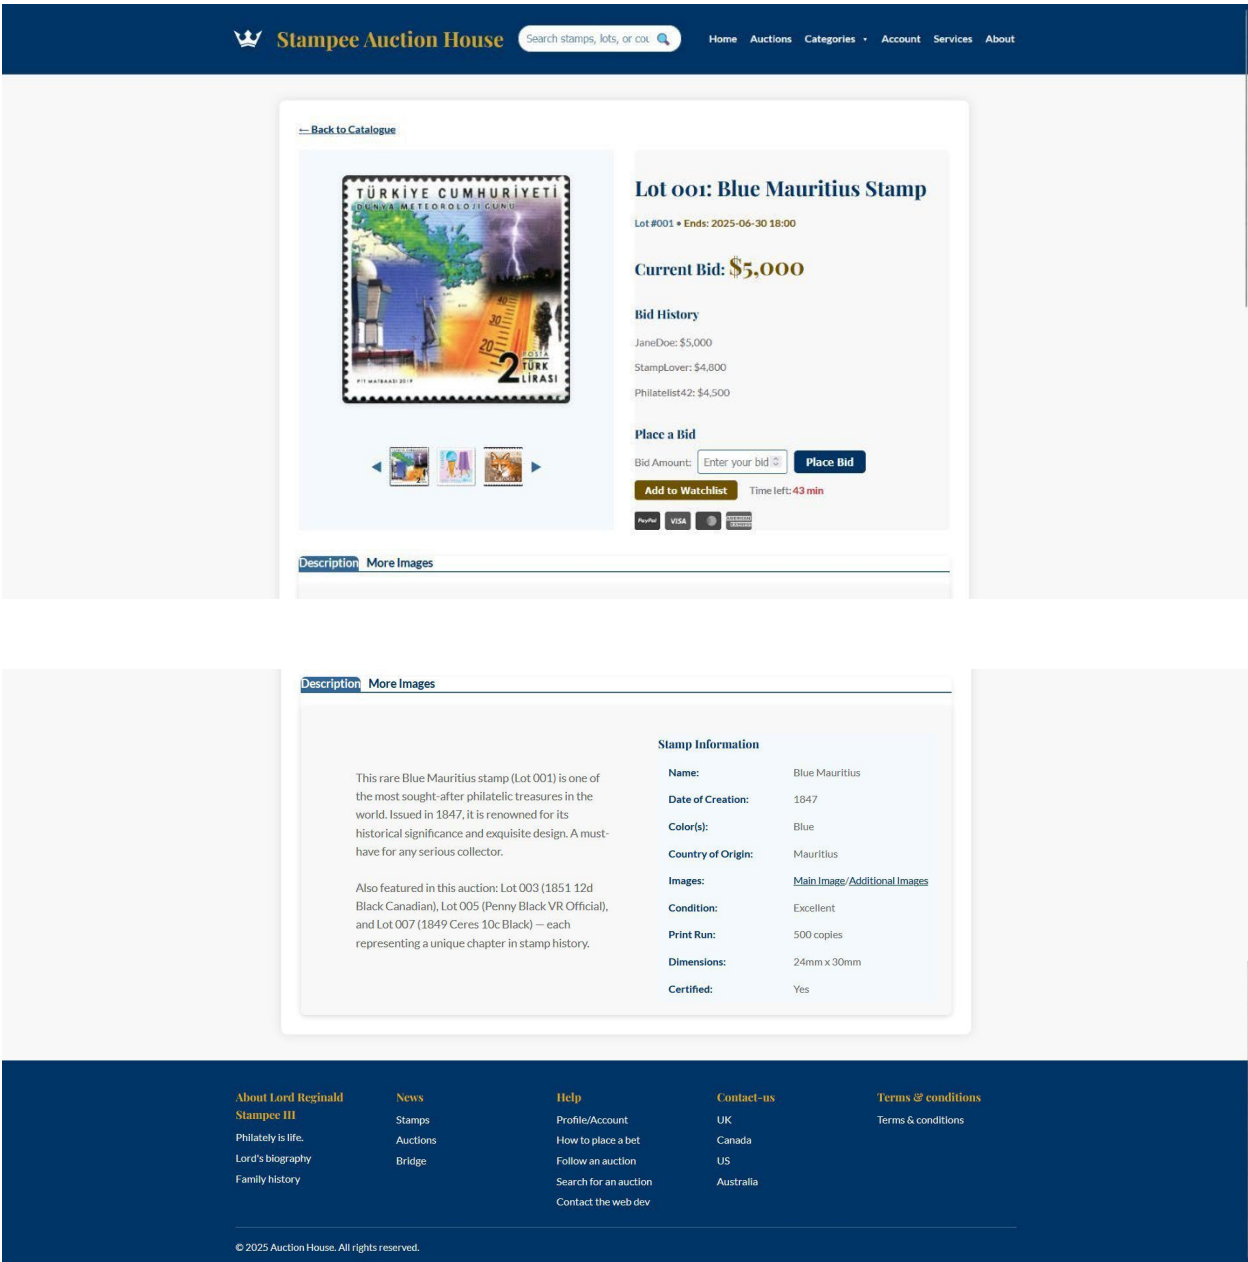 Stampee Auction House
Search stamps, lots, or cou
Home Auctions Categories Account Services About
← Back to Catalogue
TÜRKİYE CUMHURİYETİ
DÜNYA METEOROLOJİ GÜNÜ
40
30
20
2
POSTA
TÜRK
LİRASI
PTT MATBAASI 2019
Lot 001: Blue Mauritius Stamp
Lot #001 • Ends: 2025-06-30 18:00
Current Bid: $5,000
Bid History
JaneDoe: $5,000
StampLover: $4,800
Philatelist42: $4,500
Place a Bid
Bid Amount: Enter your bid Place Bid
Add to Watchlist Time left: 43 min
PayPal VISA
Description More Images
Description More Images
This rare Blue Mauritius stamp (Lot 001) is one of
the most sought-after philatelic treasures in the
world. Issued in 1847, it is renowned for its
historical significance and exquisite design. A must-
have for any serious collector.
Also featured in this auction: Lot 003 (1851 12d
Black Canadian), Lot 005 (Penny Black VR Official),
and Lot 007 (1849 Ceres 10c Black) — each
representing a unique chapter in stamp history.
Stamp Information
Name: Blue Mauritius
Date of Creation: 1847
Color(s): Blue
Country of Origin: Mauritius
Images: Main Image/Additional Images
Condition: Excellent
Print Run: 500 copies
Dimensions: 24mm x 30mm
Certified: Yes
About Lord Reginald
Stampee III
Philately is life.
Lord's biography
Family history
News
Stamps
Auctions
Bridge
Help
Profile/Account
How to place a bet
Follow an auction
Search for an auction
Contact the web dev
Contact-us
UK
Canada
US
Australia
Terms & conditions
Terms & conditions
© 2025 Auction House. All rights reserved.